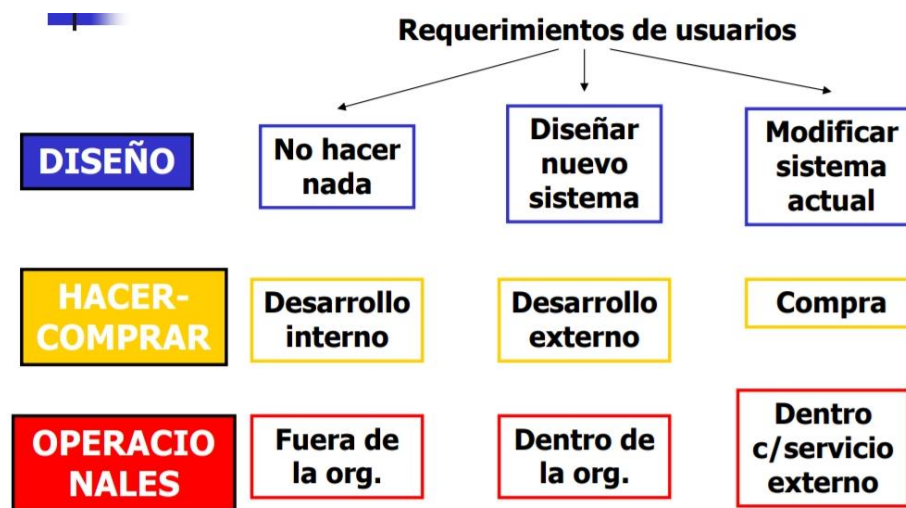 Requerimientos de usuarios
DISEÑO
No hacer
nada
Diseñar
nuevo
sistema
Modificar
sistema
actual
HACER-
COMPRAR
Desarrollo
interno
Desarrollo
externo
Compra
OPERACIO
NALES
Fuera de
la org.
Dentro de
la org.
Dentro
c/servicio
externo